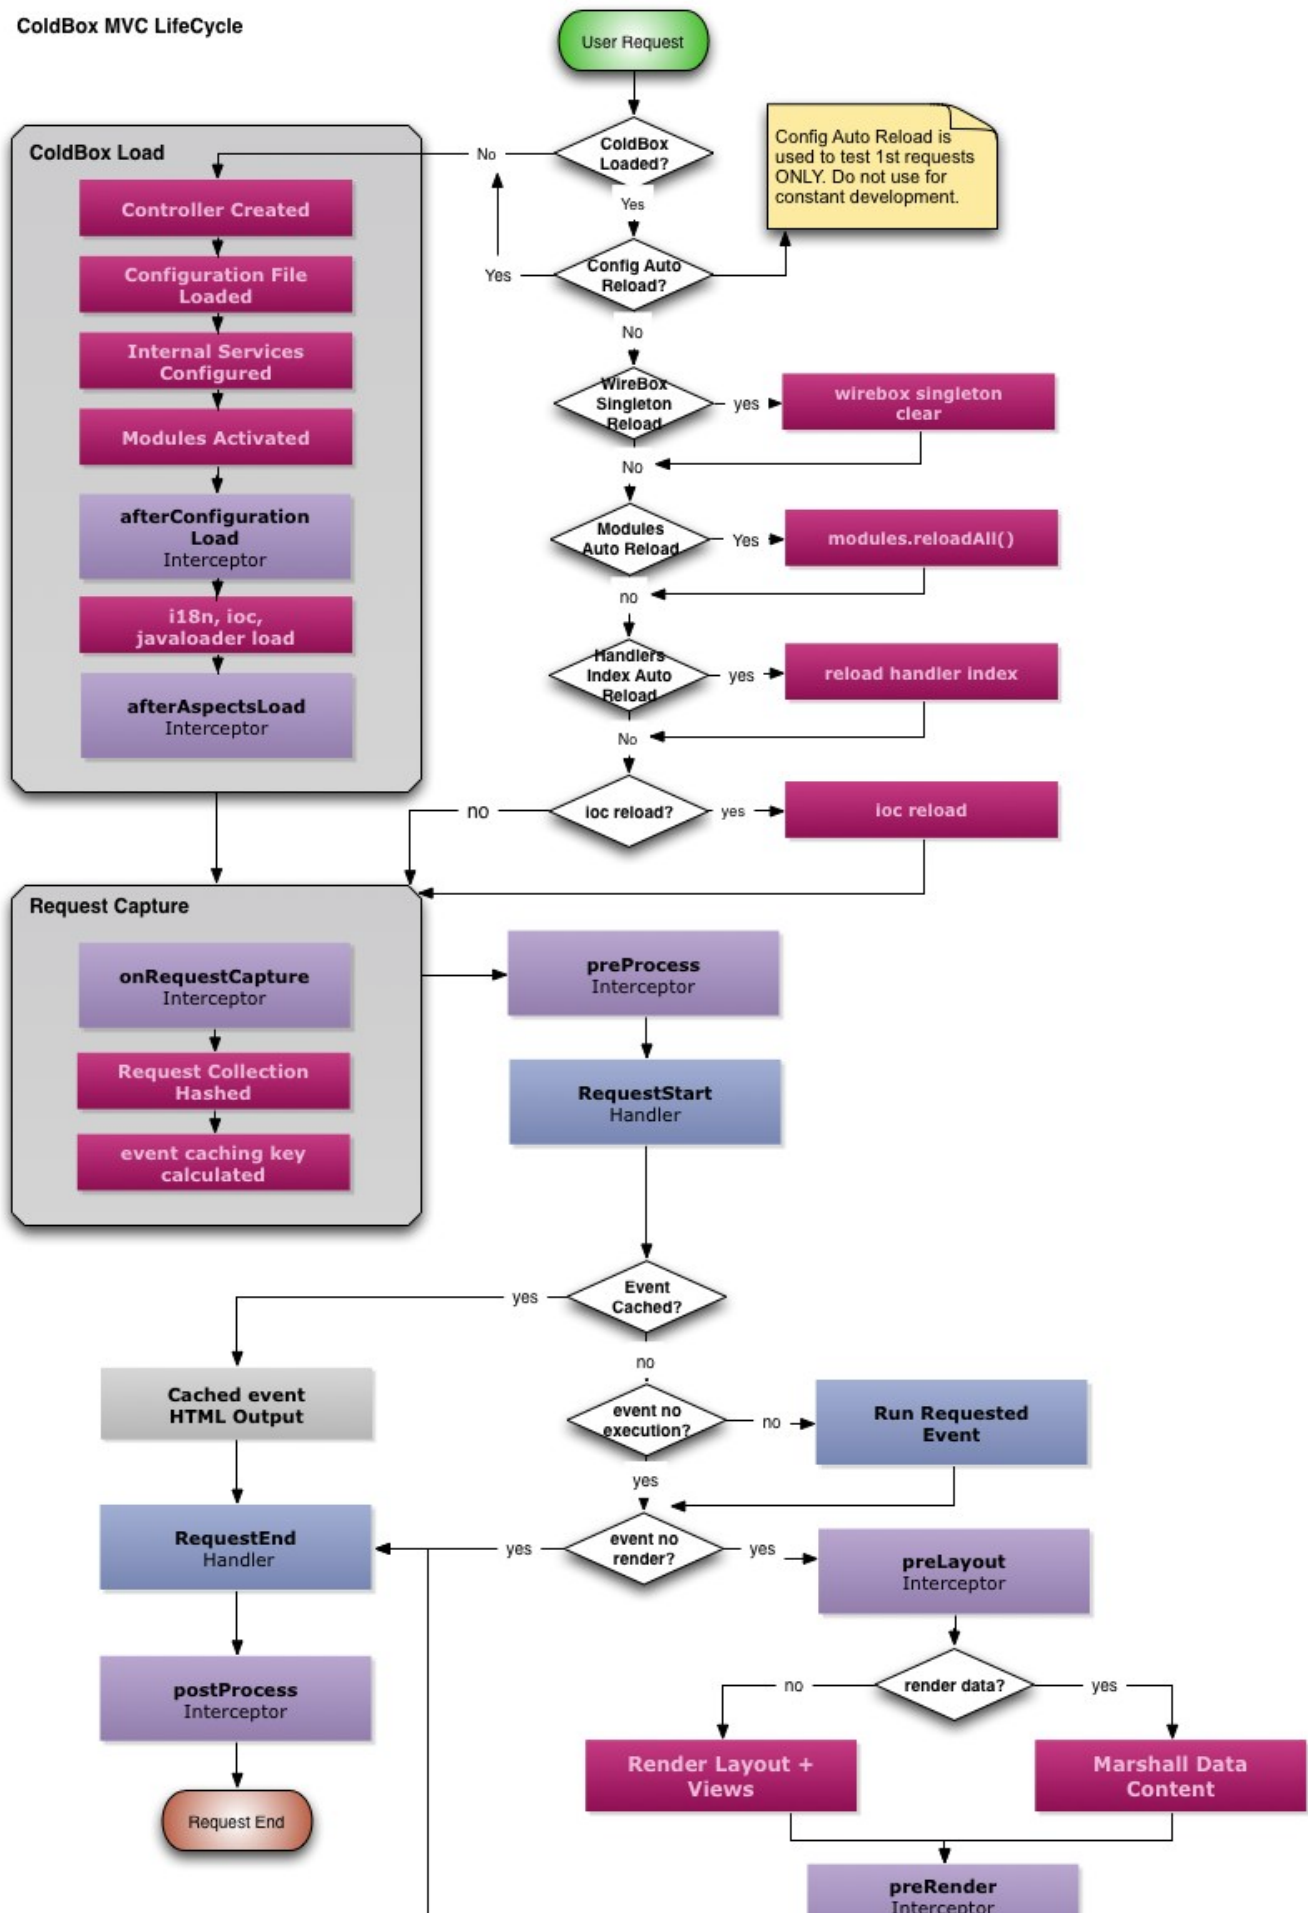 ColdBox MVC LifeCycle
User Request
ColdBox
Loaded?
No
Yes
Config Auto Reload is
used to test 1st requests
ONLY. Do not use for
constant development.
Config Auto
Reload?
Yes
No
ColdBox Load
Controller Created
Configuration File
Loaded
Internal Services
Configured
Modules Activated
afterConfiguration
Load
Interceptor
i18n, ioc,
javaloader load
afterAspectsLoad
Interceptor
WireBox
Singleton
Reload
yes
wirebox singleton
clear
No
Modules
Auto Reload
Yes
modules.reloadAll()
no
Handlers
Index Auto
Reload
yes
reload handler index
No
ioc reload?
no
yes
ioc reload
Request Capture
onRequestCapture
Interceptor
Request Collection
Hashed
event caching key
calculated
preProcess
Interceptor
RequestStart
Handler
Event
Cached?
yes
no
Cached event
HTML Output
event no
execution?
no
Run Requested
Event
yes
RequestEnd
Handler
yes
event no
render?
yes
preLayout
Interceptor
postProcess
Interceptor
render data?
no
yes
Render Layout +
Views
Marshall Data
Content
Request End
preRender
Interceptor